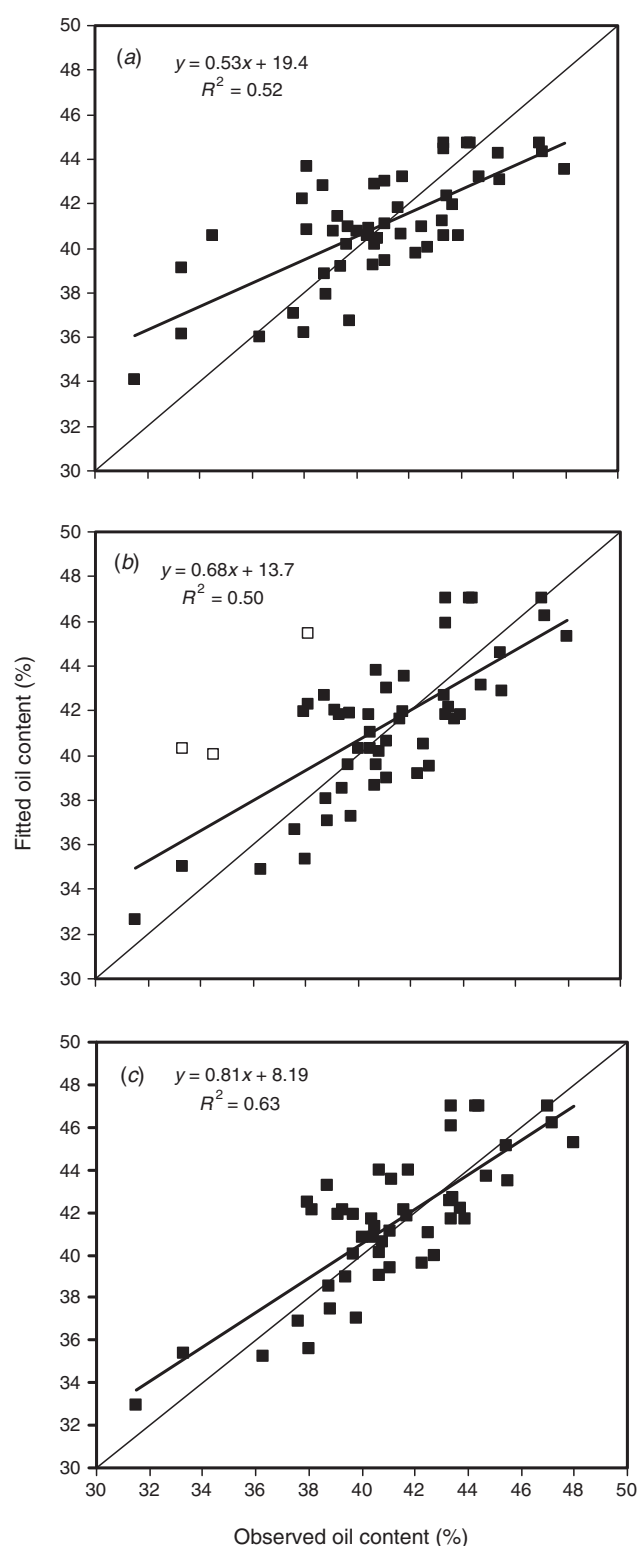 50
(a)
y = 0.53x + 19.4
R² = 0.52
48
46
44
42
40
38
36
34
32
30
50
(b)
y = 0.68x + 13.7
R² = 0.50
48
46
44
42
40
38
36
34
32
30
Fitted oil content (%)
50
(c)
y = 0.81x + 8.19
R² = 0.63
48
46
44
42
40
38
36
34
32
30
30 32 34 36 38 40 42 44 46 48 50
Observed oil content (%)